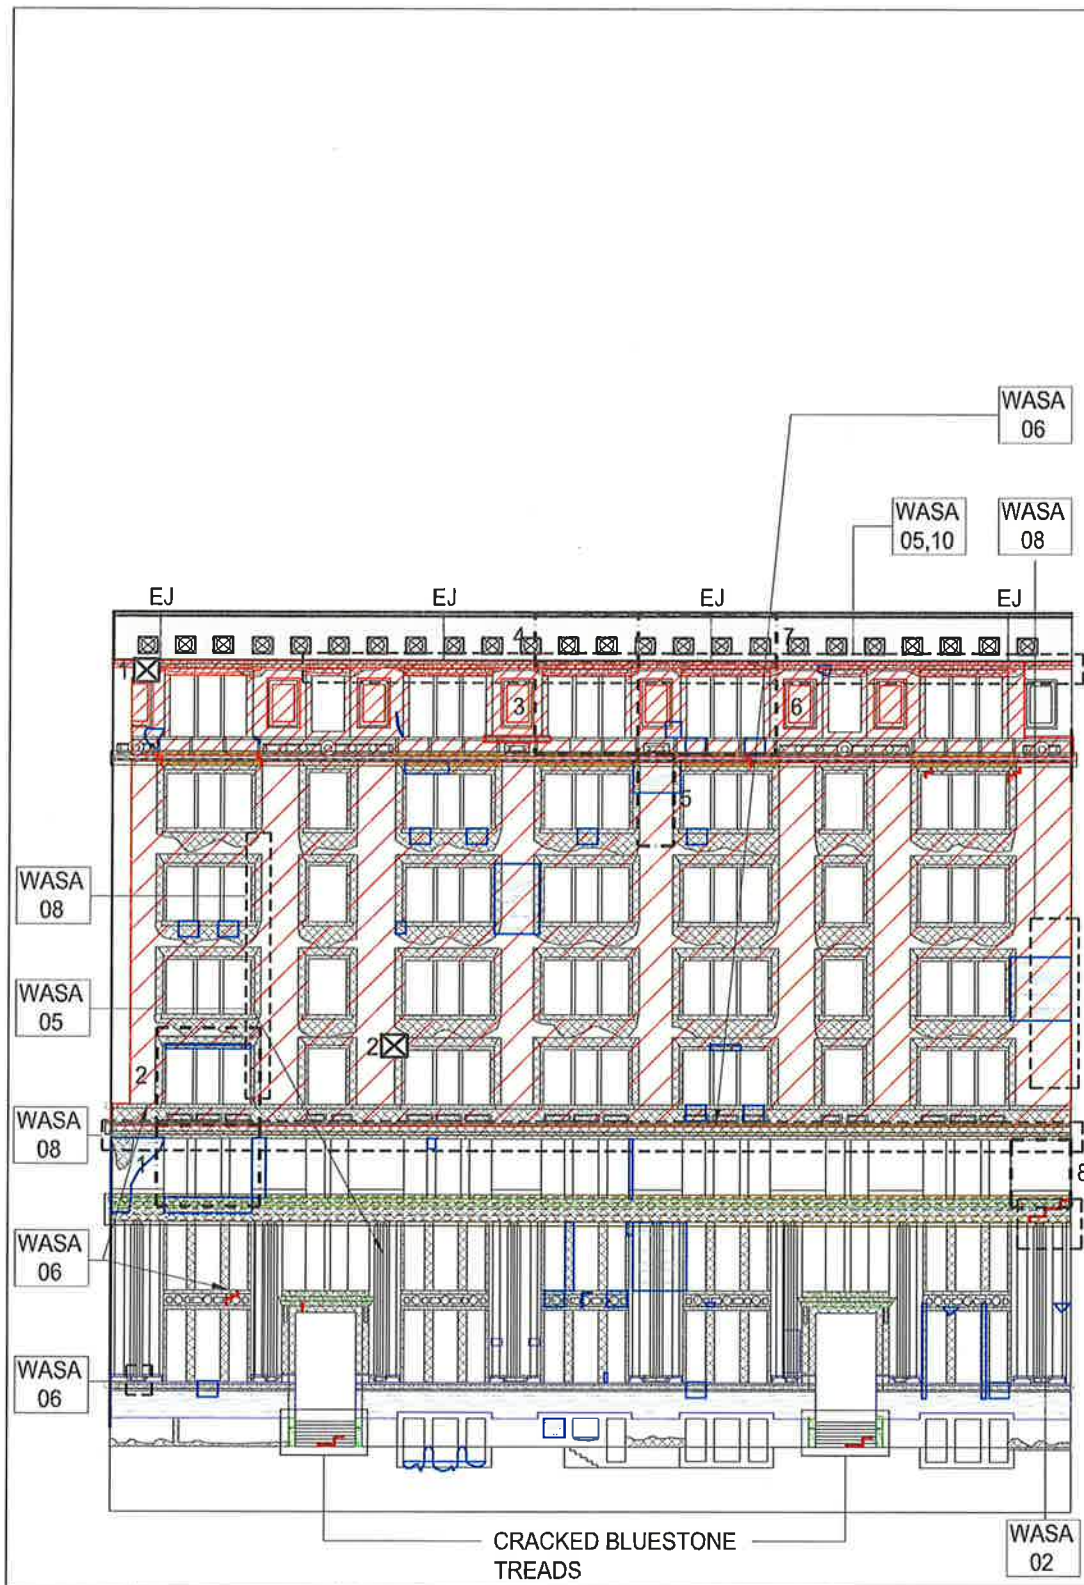 WASA
06
WASA
05,10
WASA
08
EJ
EJ
EJ
EJ
4
7
1
3
6
5
WASA
08
WASA
05
2
2
WASA
08
1
8
WASA
06
WASA
06
CRACKED BLUESTONE
TREADS
WASA
02